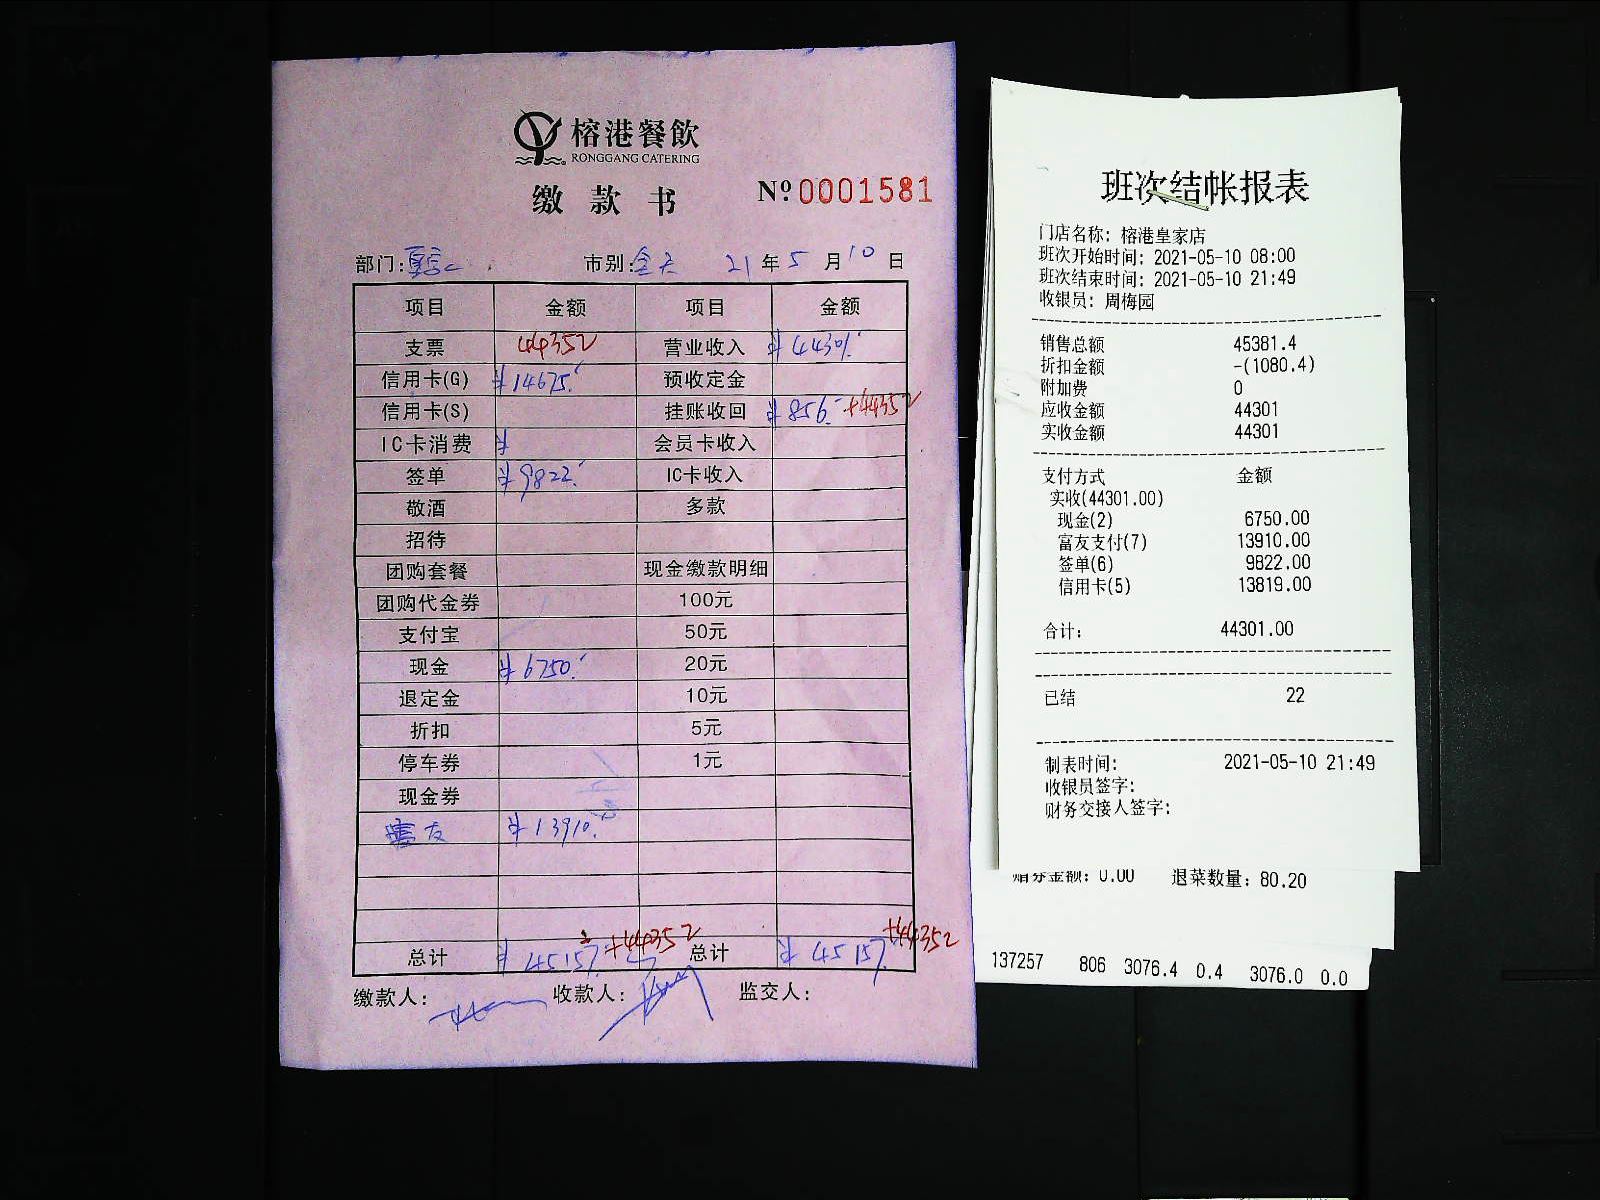 榕港餐飲
RONGGANG CATERING
缴款书 Nº 0001581
部门: 市别:全天 21年5月10日
项目 金额 项目 金额
支票 44352 营业收入 ¥44301.
信用卡(G) ¥14675. 预收定金
信用卡(S) 挂账收回 ¥856. +44352
IC卡消费 ¥ 会员卡收入
签单 ¥9822. IC卡收入
敬酒 多款
招待
团购套餐 现金缴款明细
团购代金券 100元
支付宝 50元
现金 ¥6750. 20元
退定金 10元
折扣 5元
停车券 1元
现金券
富友 ¥13910.
总计 ¥45157. +44352 总计 ¥45157. +44352
缴款人: 收款人: 监交人:
班次结帐报表
门店名称: 榕港皇家店
班次开始时间: 2021-05-10 08:00
班次结束时间: 2021-05-10 21:49
收银员: 周梅园
销售总额 45381.4
折扣金额 -(1080.4)
附加费 0
应收金额 44301
实收金额 44301
支付方式 金额
实收(44301.00)
现金(2) 6750.00
富友支付(7) 13910.00
签单(6) 9822.00
信用卡(5) 13819.00
合计: 44301.00
已结 22
制表时间: 2021-05-10 21:49
收银员签字:
财务交接人签字:
赠券金额: 0.00 退菜数量: 80.20
137257 806 3076.4 0.4 3076.0 0.0